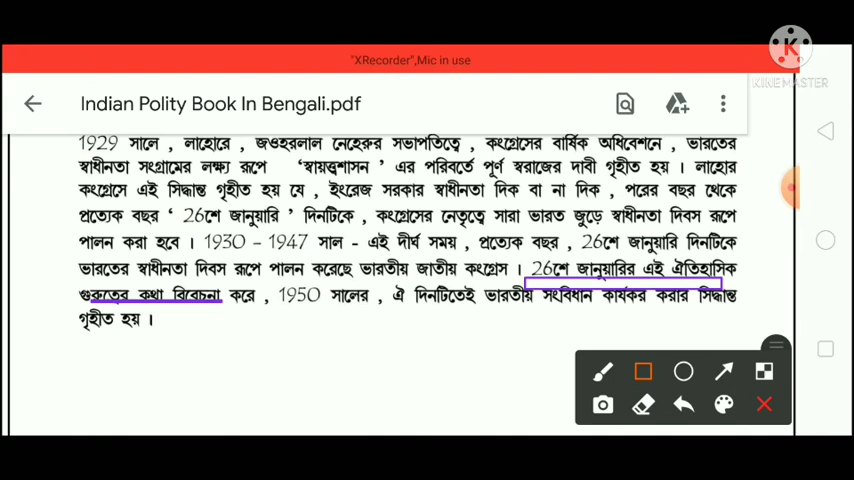 "XRecorder",Mic in use
K
KINEMASTER
Indian Polity Book In Bengali.pdf
1929 সালে , লাহোরে , জওহরলাল নেহেরুর সভাপতিত্বে , কংগ্রেসের বার্ষিক অধিবেশনে , ভারতের
স্বাধীনতা সংগ্রামের লক্ষ্য রূপে ‘স্বায়ত্ত্বশাসন ’ এর পরিবর্তে পূর্ণ স্বরাজের দাবী গৃহীত হয় । লাহোর
কংগ্রেসে এই সিদ্ধান্ত গৃহীত হয় যে , ইংরেজ সরকার স্বাধীনতা দিক বা না দিক , পরের বছর থেকে
প্রত্যেক বছর ‘ 26শে জানুয়ারি ’ দিনটিকে , কংগ্রেসের নেতৃত্বে সারা ভারত জুড়ে স্বাধীনতা দিবস রূপে
পালন করা হবে । 1930 – 1947 সাল - এই দীর্ঘ সময় , প্রত্যেক বছর , 26শে জানুয়ারি দিনটিকে
ভারতের স্বাধীনতা দিবস রূপে পালন করেছে ভারতীয় জাতীয় কংগ্রেস । 26শে জানুয়ারির এই ঐতিহাসিক
গুরুত্বের কথা বিবেচনা করে , 1950 সালের , ঐ দিনটিতেই ভারতীয় সংবিধান কার্যকর করার সিদ্ধান্ত
গৃহীত হয় ।